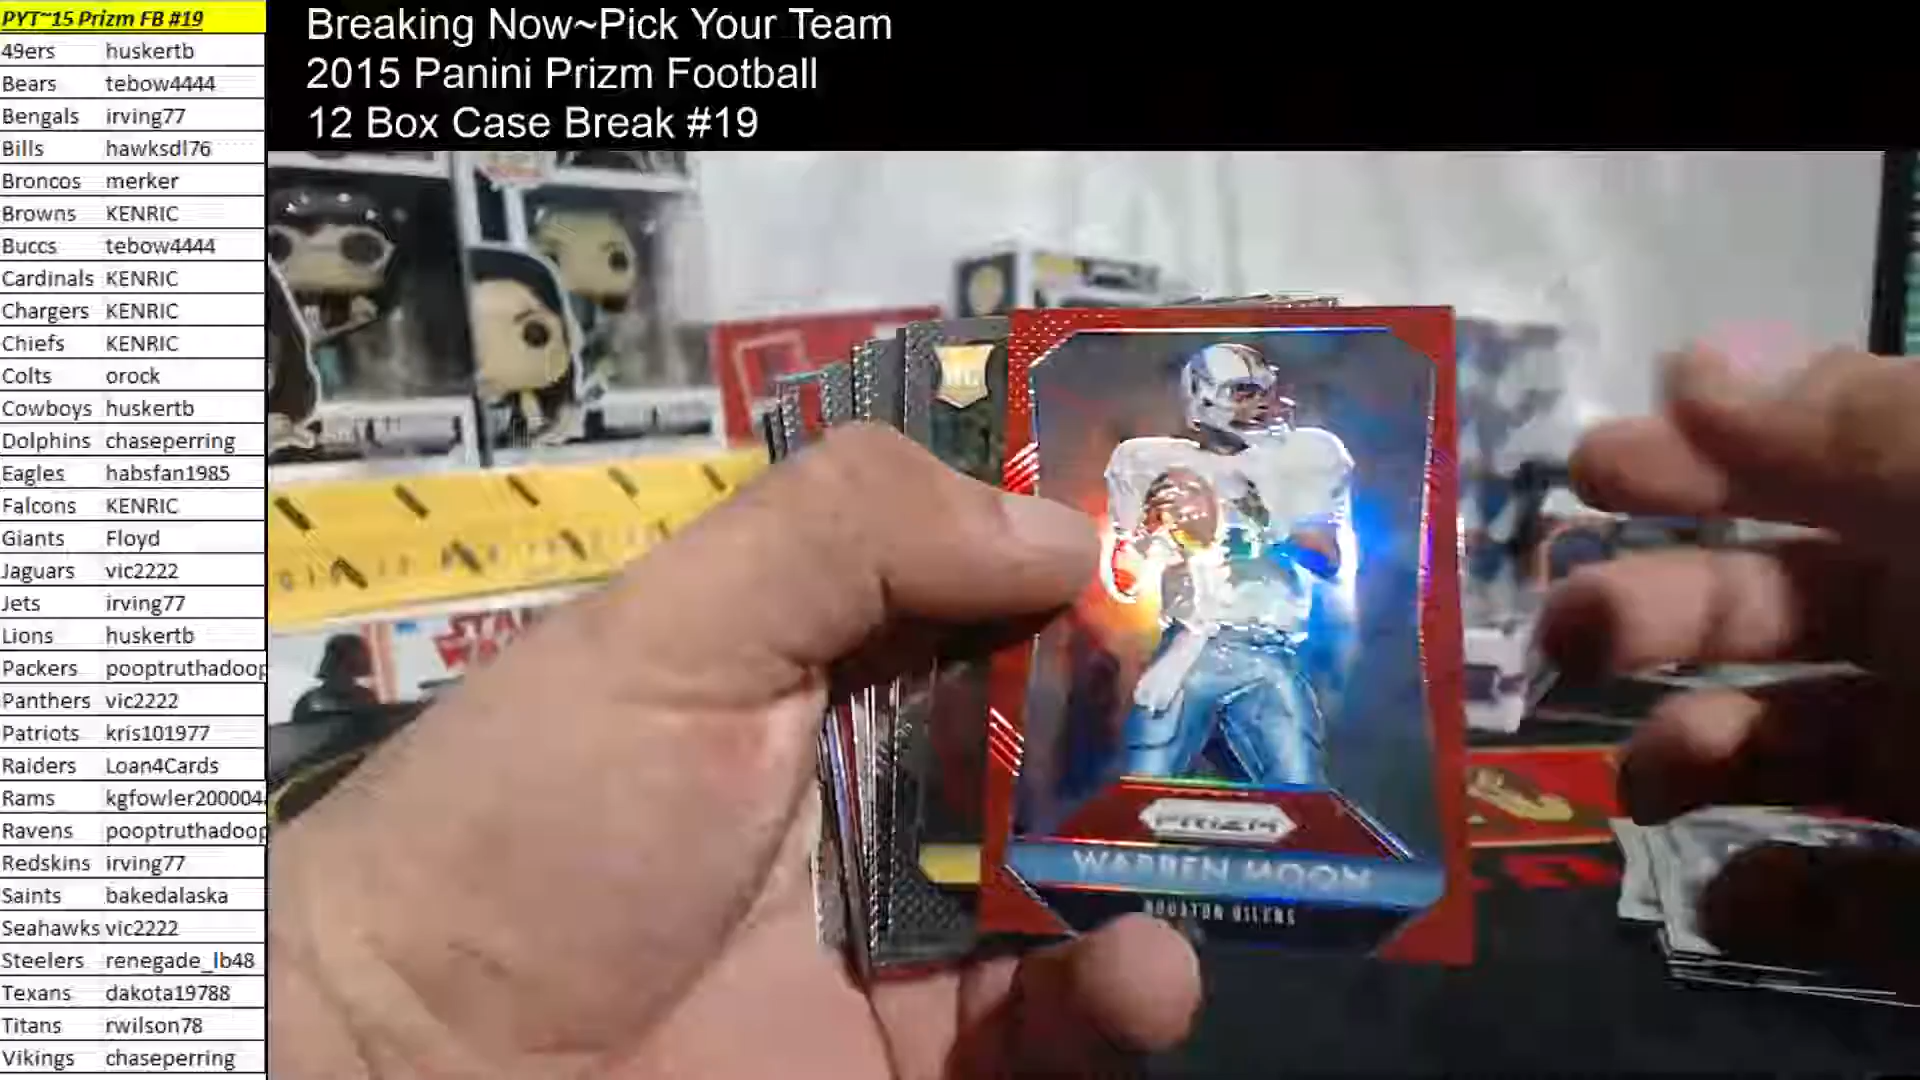 PYT~15 Prizm FB #19
49ers huskertb
Bears tebow4444
Bengals irving77
Bills hawksdl76
Broncos merker
Browns KENRIC
Buccs tebow4444
Cardinals KENRIC
Chargers KENRIC
Chiefs KENRIC
Colts orock
Cowboys huskertb
Dolphins chaseperring
Eagles habsfan1985
Falcons KENRIC
Giants Floyd
Jaguars vic2222
Jets irving77
Lions huskertb
Packers pooptruthadoop
Panthers vic2222
Patriots kris101977
Raiders Loan4Cards
Rams kgfowler200004
Ravens pooptruthadoop
Redskins irving77
Saints bakedalaska
Seahawks vic2222
Steelers renegade_lb48
Texans dakota19788
Titans rwilson78
Vikings chaseperring
Breaking Now~Pick Your Team
2015 Panini Prizm Football
12 Box Case Break #19
STAR
PRIZM
WARREN MOON
HOUSTON OILERS